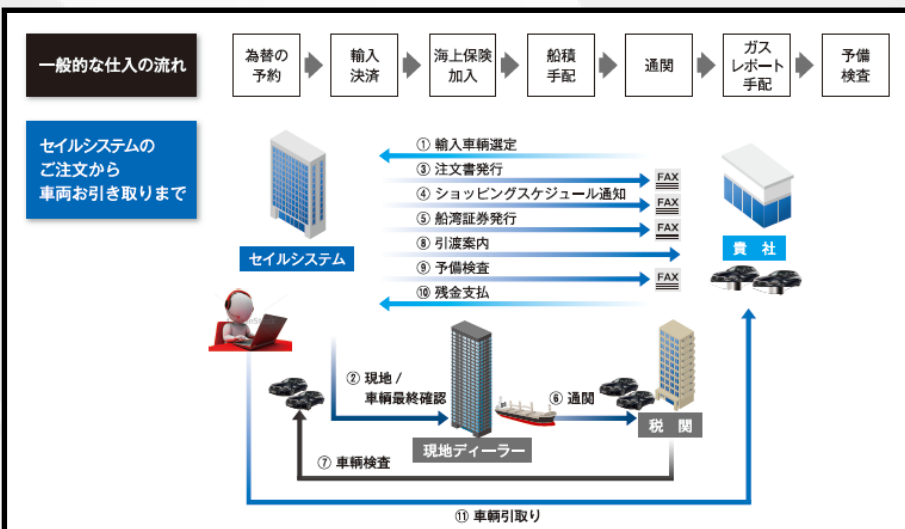 一般的な仕入の流れ
為替の
予約
輸入
決済
海上保険
加入
船積
手配
通関
ガス
レポート
手配
予備
検査
セイルシステムの
ご注文から
車両お引き取りまで
① 輸入車輌選定
③ 注文書発行
FAX
④ ショッピングスケジュール通知
FAX
⑤ 船湾証券発行
FAX
⑧ 引渡案内
⑨ 予備検査
FAX
⑩ 残金支払
セイルシステム
貴 社
② 現地 /
車輌最終確認
⑥ 通関
税 関
現地ディーラー
⑦ 車輌検査
⑪ 車輌引取り